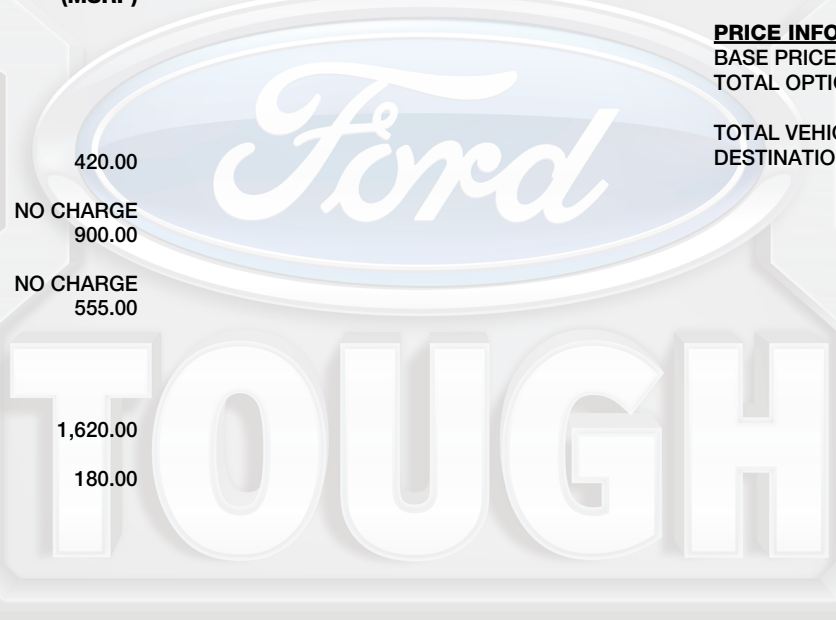 (MSRP)
420.00
NO CHARGE
900.00
NO CHARGE
555.00
1,620.00
180.00
PRICE INFO
BASE PRICE
TOTAL OPTIO
TOTAL VEHIC
DESTINATIO
Ford
TOUGH